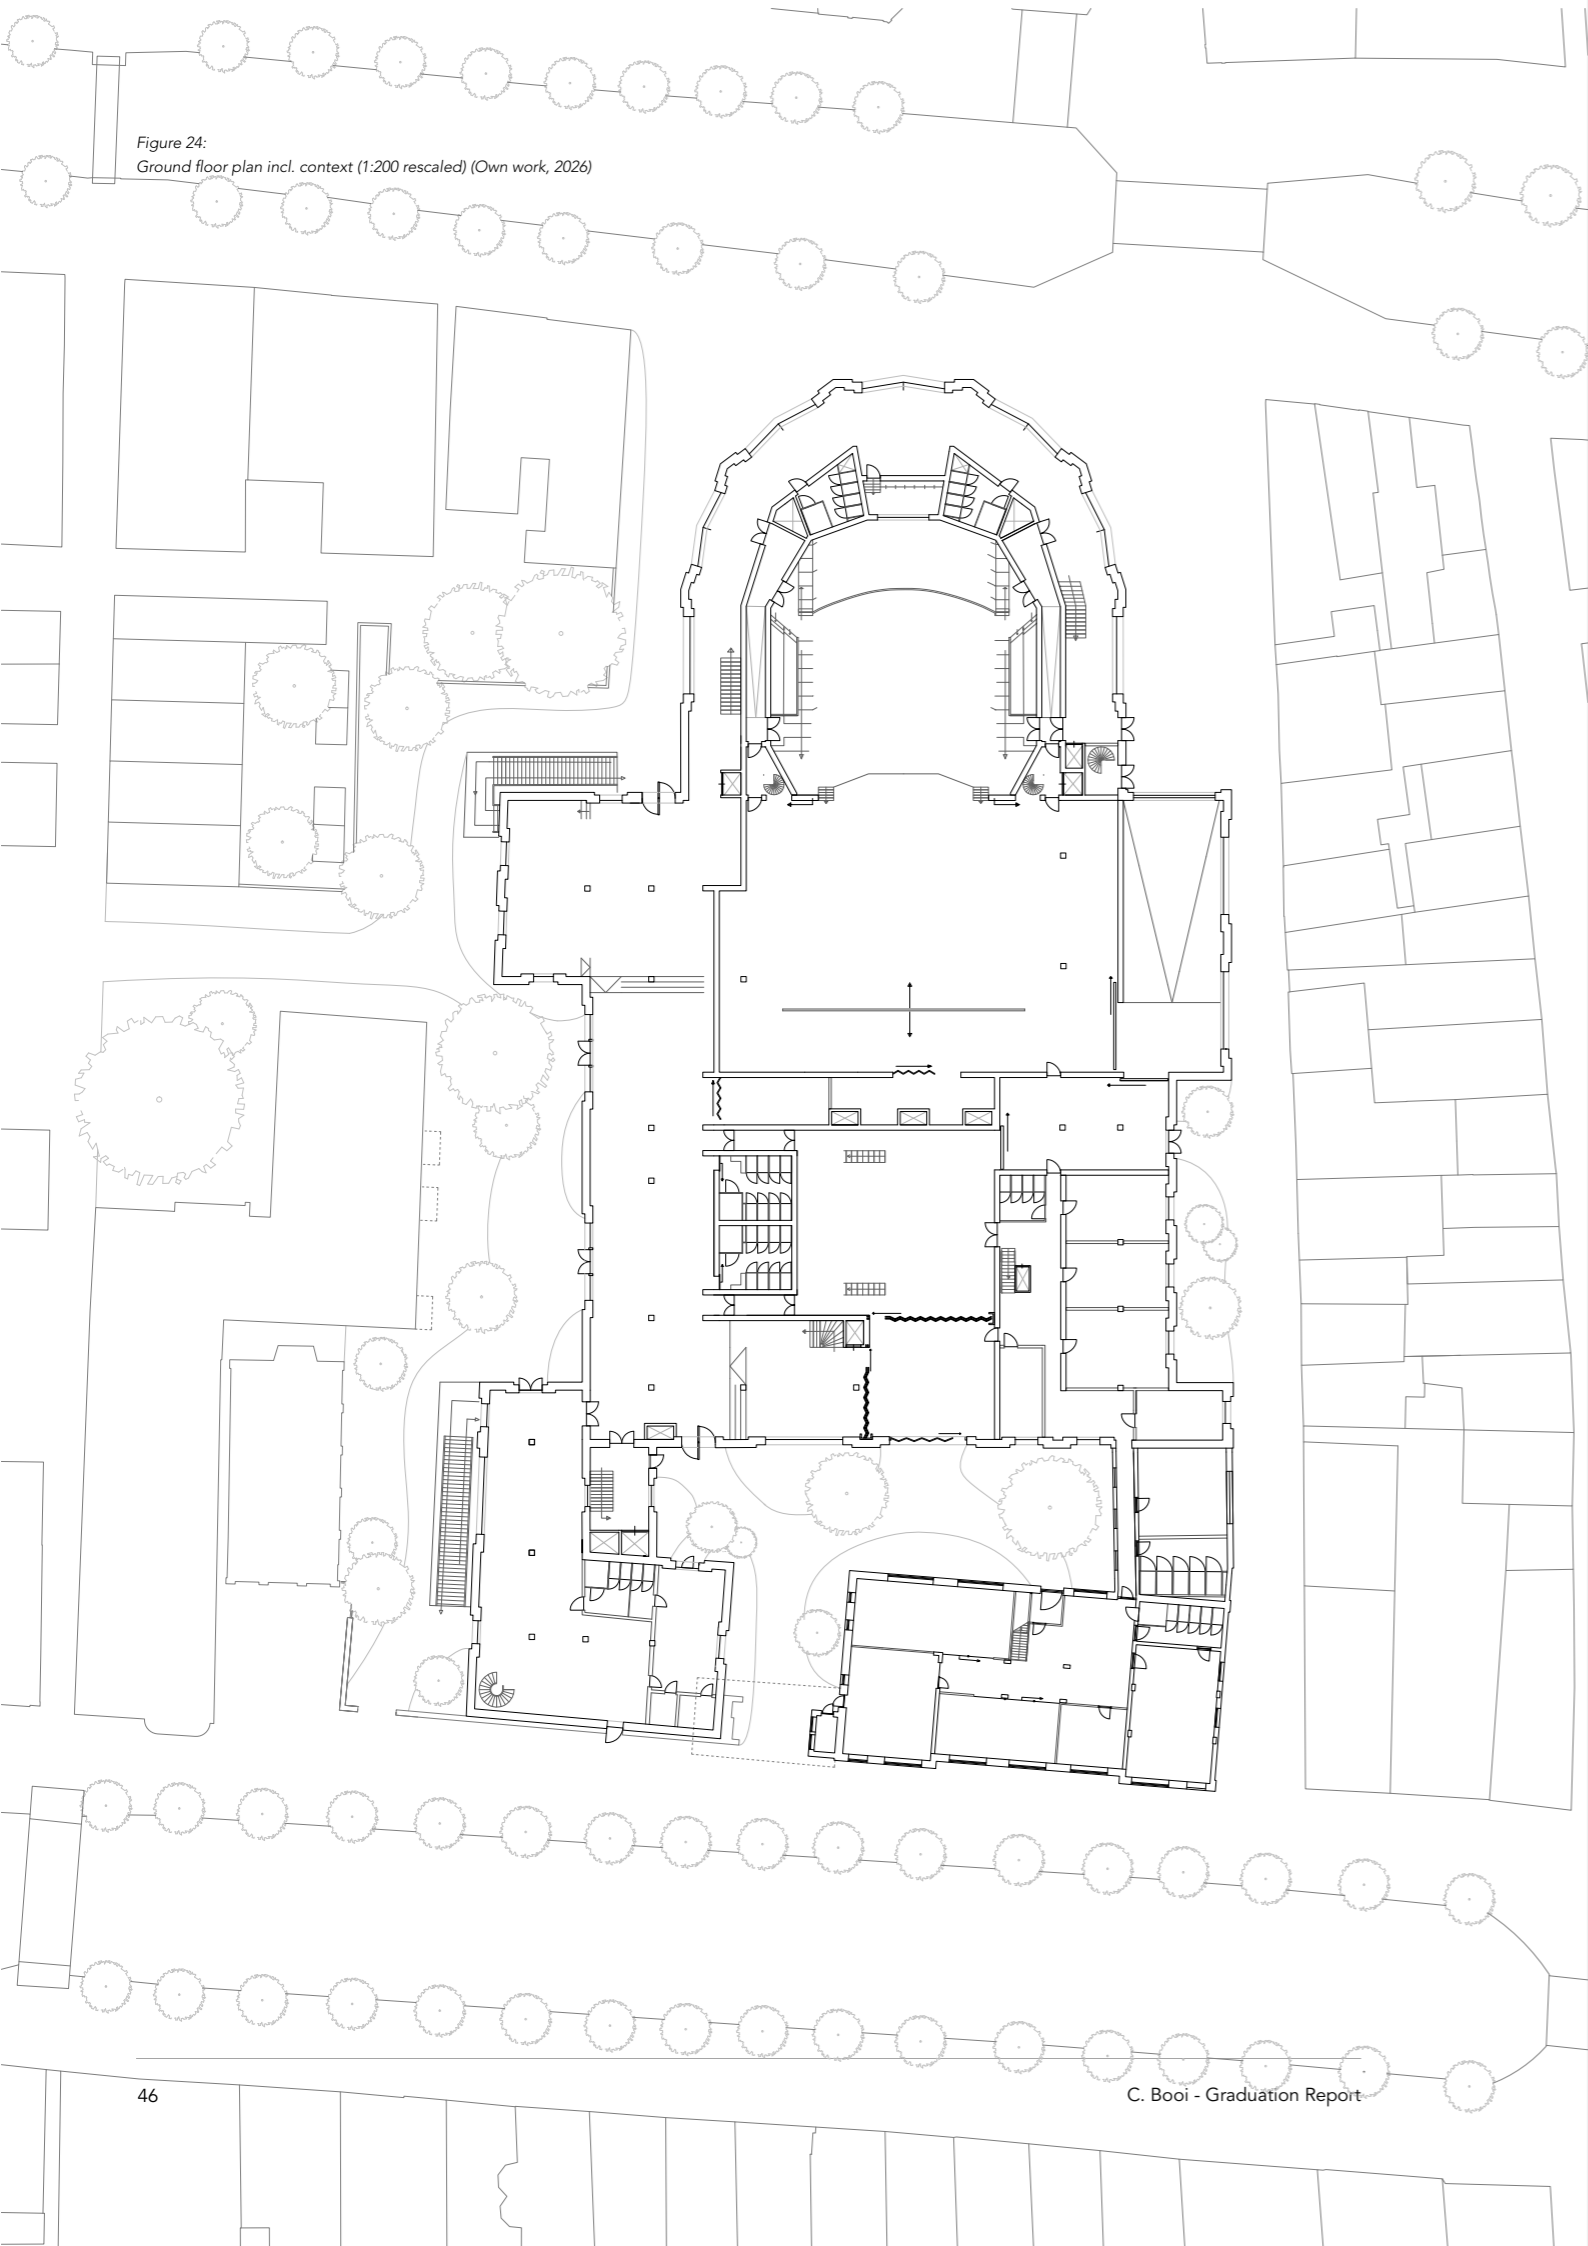 Figure 24:
Ground floor plan incl. context (1:200 rescaled) (Own work, 2026)
46
C. Booi - Graduation Report